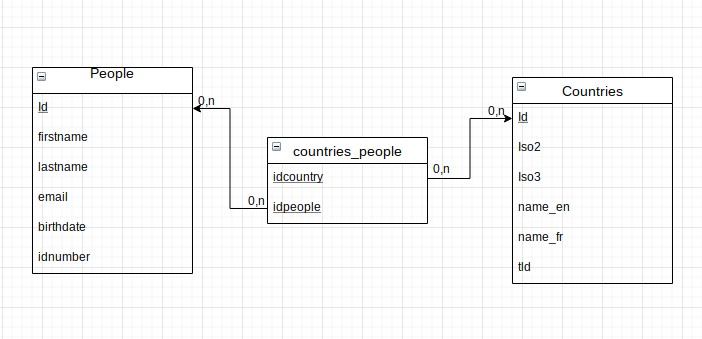 People
Id
firstname
lastname
email
birthdate
idnumber
0,n
0,n
countries_people
idcountry
idpeople
0,n
0,n
Countries
Id
Iso2
Iso3
name_en
name_fr
tld